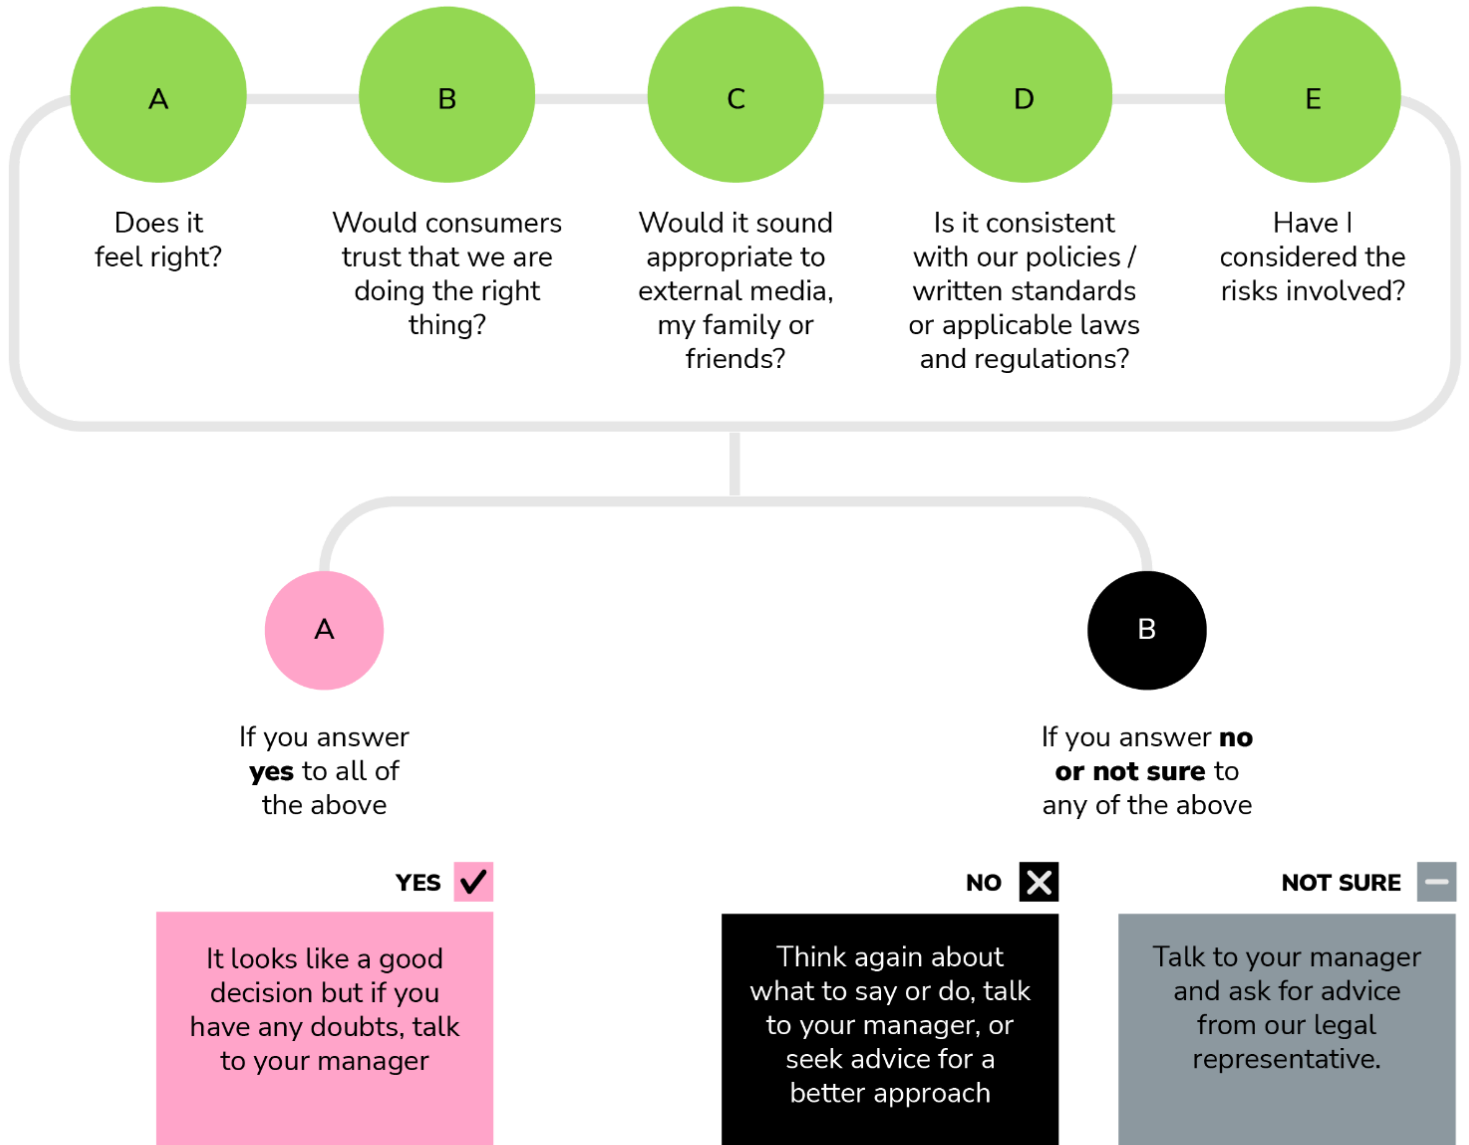 A
B
C
D
E
Does it
feel right?
Would consumers
trust that we are
doing the right
thing?
Would it sound
appropriate to
external media,
my family or
friends?
Is it consistent
with our policies /
written standards
or applicable laws
and regulations?
Have I
considered the
risks involved?
A
B
If you answer
yes to all of
the above
If you answer no
or not sure to
any of the above
YES
It looks like a good
decision but if you
have any doubts, talk
to your manager
NO
Think again about
what to say or do, talk
to your manager, or
seek advice for a
better approach
NOT SURE
Talk to your manager
and ask for advice
from our legal
representative.